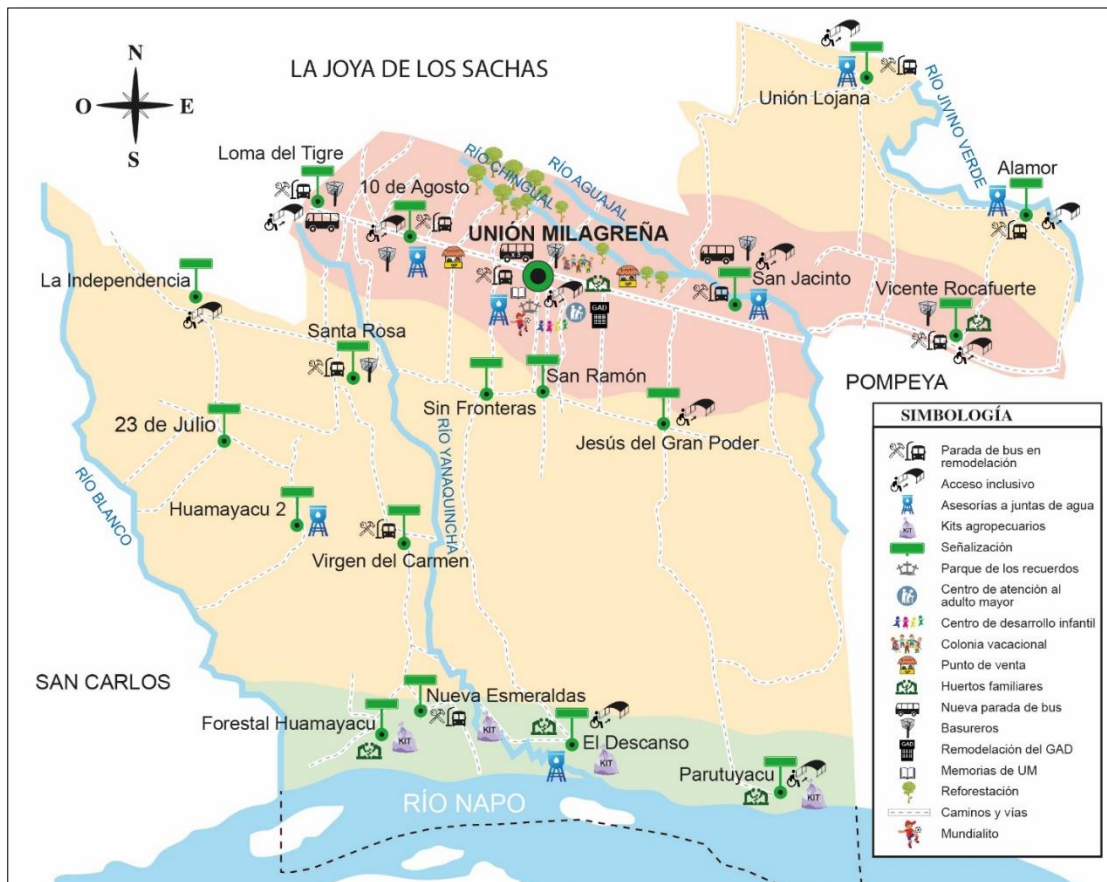 N
O
E
S
LA JOYA DE LOS SACHAS
Unión Lojana
RÍO JIVINO VERDE
Loma del Tigre
10 de Agosto
RÍO CHINGUAL
RÍO AGUAJAL
Alamor
UNIÓN MILAGREÑA
La Independencia
San Jacinto
Vicente Rocafuerte
GAD
Santa Rosa
San Ramón
Sin Fronteras
POMPEYA
23 de Julio
Jesús del Gran Poder
RÍO BLANCO
RÍO YANAQUINCHA
Huamayacu 2
Virgen del Carmen
SAN CARLOS
Nueva Esmeraldas
Forestal Huamayacu
KIT
KIT
El Descanso
KIT
Parutuyacu
KIT
RÍO NAPO
SIMBOLOGÍA
Parada de bus en
remodelación
Acceso inclusivo
Asesorías a juntas de agua
KIT
Kits agropecuarios
Señalización
Parque de los recuerdos
Centro de atención al
adulto mayor
Centro de desarrollo infantil
Colonia vacacional
Punto de venta
Huertos familiares
Nueva parada de bus
Basureros
GAD
Remodelación del GAD
Memorias de UM
Reforestación
Caminos y vías
Mundialito